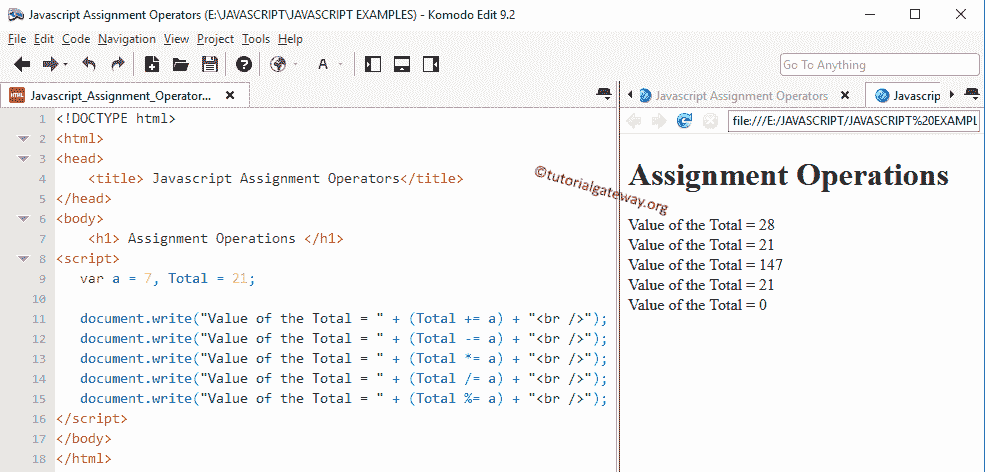 Javascript Assignment Operators (E:\JAVASCRIPT\JAVASCRIPT EXAMPLES) - Komodo Edit 9.2
File Edit Code Navigation View Project Tools Help
A
Go To Anything
HTML Javascript_Assignment_Operator...
1 <!DOCTYPE html>
2 <html>
3 <head>
4 <title> Javascript Assignment Operators</title>
5 </head>
6 <body>
7 <h1> Assignment Operations </h1>
8 <script>
9 var a = 7, Total = 21;
10
11 document.write("Value of the Total = " + (Total += a) + "<br />");
12 document.write("Value of the Total = " + (Total -= a) + "<br />");
13 document.write("Value of the Total = " + (Total *= a) + "<br />");
14 document.write("Value of the Total = " + (Total /= a) + "<br />");
15 document.write("Value of the Total = " + (Total %= a) + "<br />");
16 </script>
17 </body>
18 </html>
Javascript Assignment Operators
Javascrip
file:///E:/JAVASCRIPT/JAVASCRIPT%20EXAMPL
©tutorialgateway.org
Assignment Operations
Value of the Total = 28
Value of the Total = 21
Value of the Total = 147
Value of the Total = 21
Value of the Total = 0